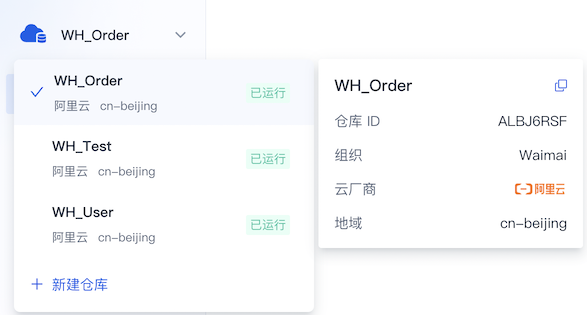 WH_Order
WH_Order
阿里云 cn-beijing
已运行
WH_Test
阿里云 cn-beijing
已运行
WH_User
阿里云 cn-beijing
已运行
新建仓库
WH_Order
仓库 ID ALBJ6RSF
组织 Waimai
云厂商 阿里云
地域 cn-beijing